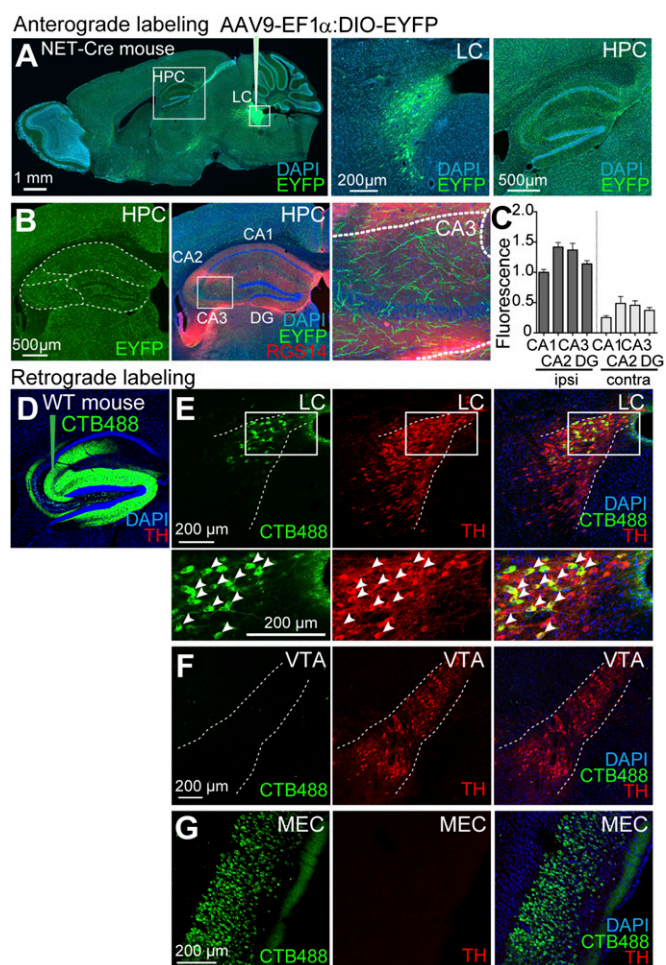 Anterograde labeling AAV9-EF1α:DIO-EYFP
A NET-Cre mouse
HPC
LC
DAPI
EYFP
1 mm
LC
200µm
DAPI
EYFP
HPC
500µm
DAPI
EYFP
B
HPC
500µm
EYFP
HPC
CA1
CA2
CA3
DG
DAPI
EYFP
RGS14
CA3
C
Fluorescence
2.0
1.5
1.0
0.5
0
CA1 CA3 CA1 CA3
CA2 DG CA2 DG
ipsi contra
Retrograde labeling
D WT mouse
CTB488
DAPI
TH
E
LC
200 µm
CTB488
LC
TH
LC
DAPI
CTB488
TH
200 µm
F
VTA
200 µm
CTB488
VTA
TH
VTA
DAPI
CTB488
TH
G
MEC
200 µm
CTB488
MEC
TH
MEC
DAPI
CTB488
TH